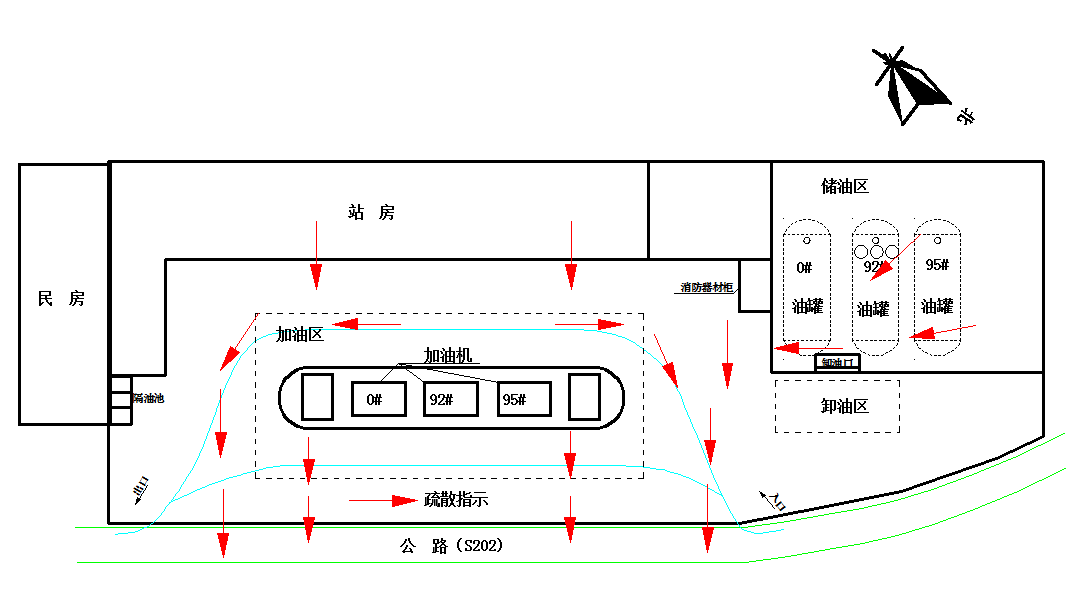 北
储油区
站 房
0#
92#
95#
民 房
消防器材柜
油罐
油罐
油罐
加油区
加油机
卸油口
0#
92#
95#
隔油池
卸油区
出口
疏散指示
入口
公 路（S202）